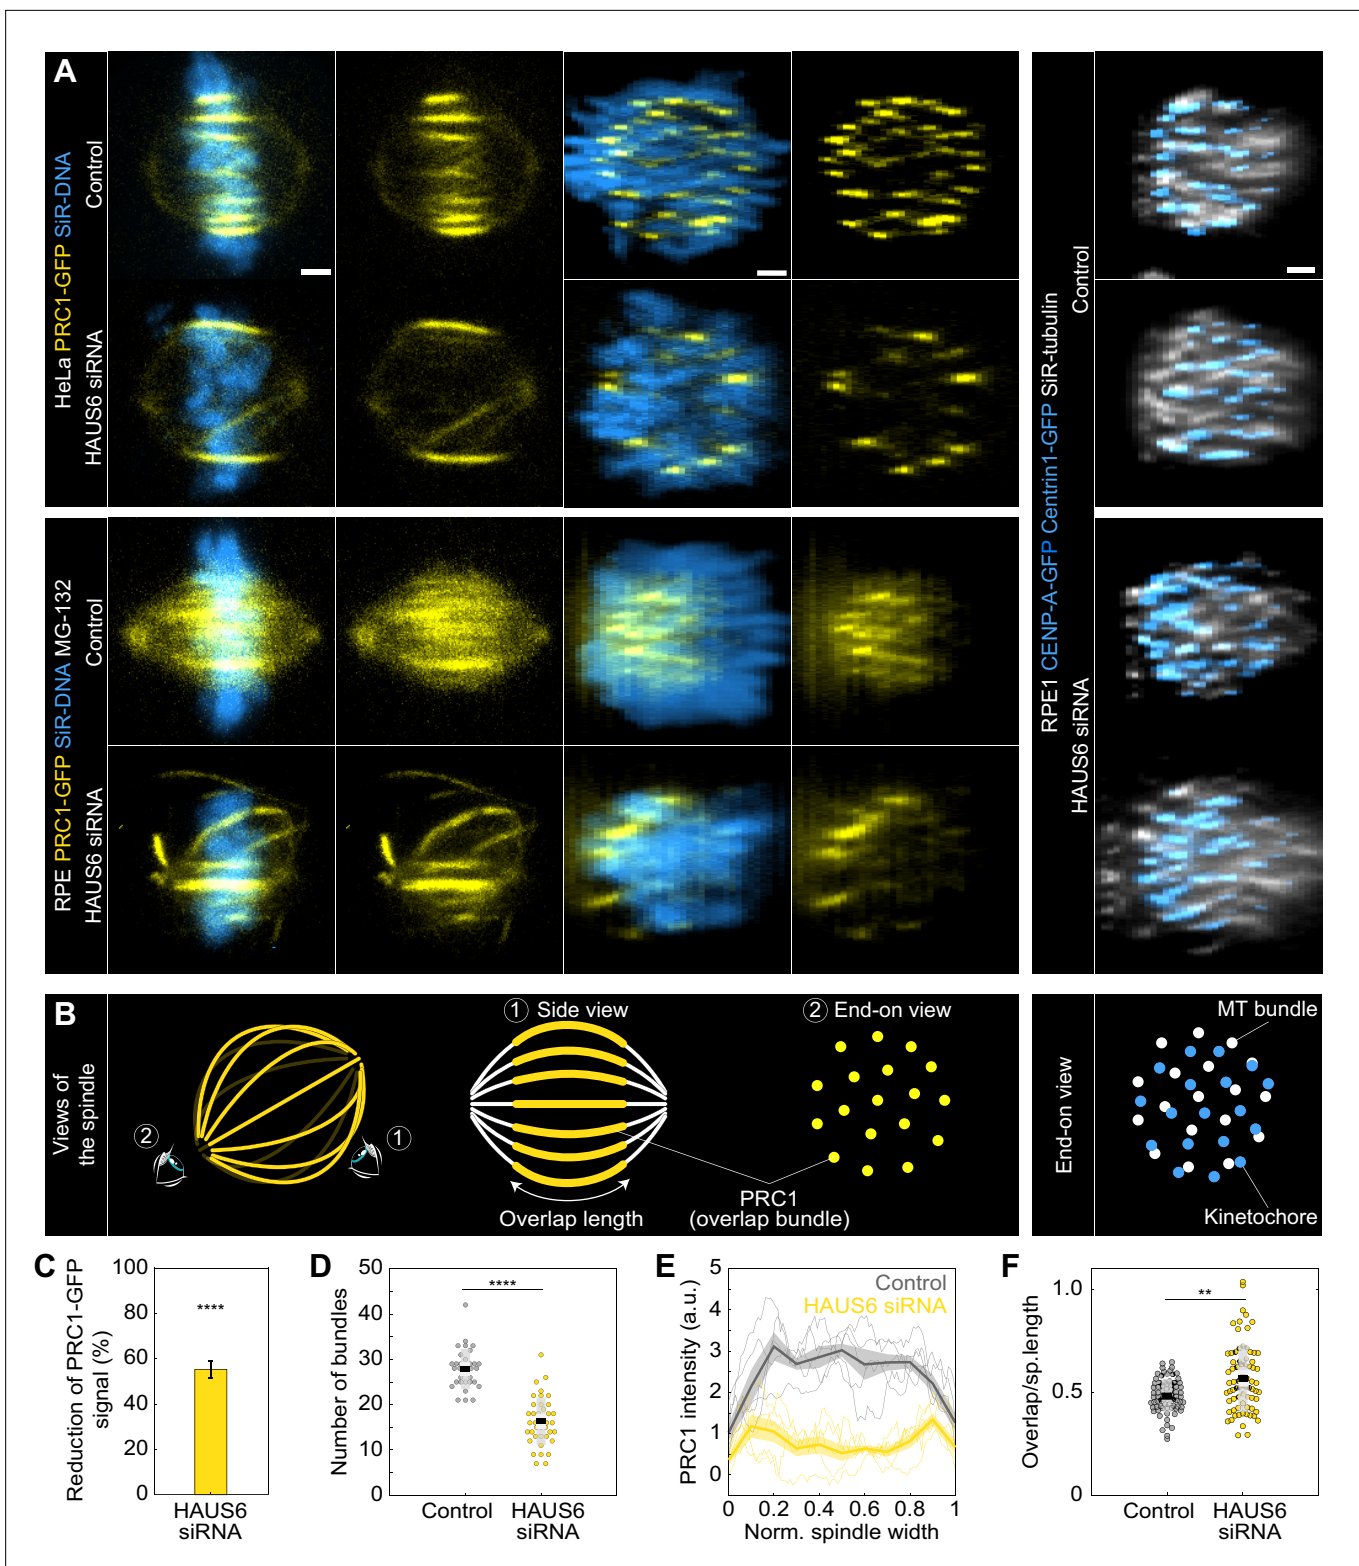 A
HeLa PRC1-GFP SiR-DNA
Control
HAUS6 siRNA
RPE PRC1-GFP SiR-DNA MG-132
Control
HAUS6 siRNA
RPE1 CENP-A-GFP Centrin1-GFP SiR-tubulin
Control
HAUS6 siRNA
B
Views of
the spindle
2
1
1 Side view
Overlap length
PRC1
(overlap bundle)
2 End-on view
End-on view
MT bundle
Kinetochore
C
Reduction of PRC1-GFP
signal (%)
100
80
60
40
20
0
****
HAUS6
siRNA
D
Number of bundles
50
40
30
20
10
0
****
Control
HAUS6
siRNA
E
PRC1 intensity (a.u.)
5
4
3
2
1
0
Control
HAUS6 siRNA
0 0.2 0.4 0.6 0.8 1
Norm. spindle width
F
Overlap/sp.length
1.0
0.5
0
**
Control
HAUS6
siRNA